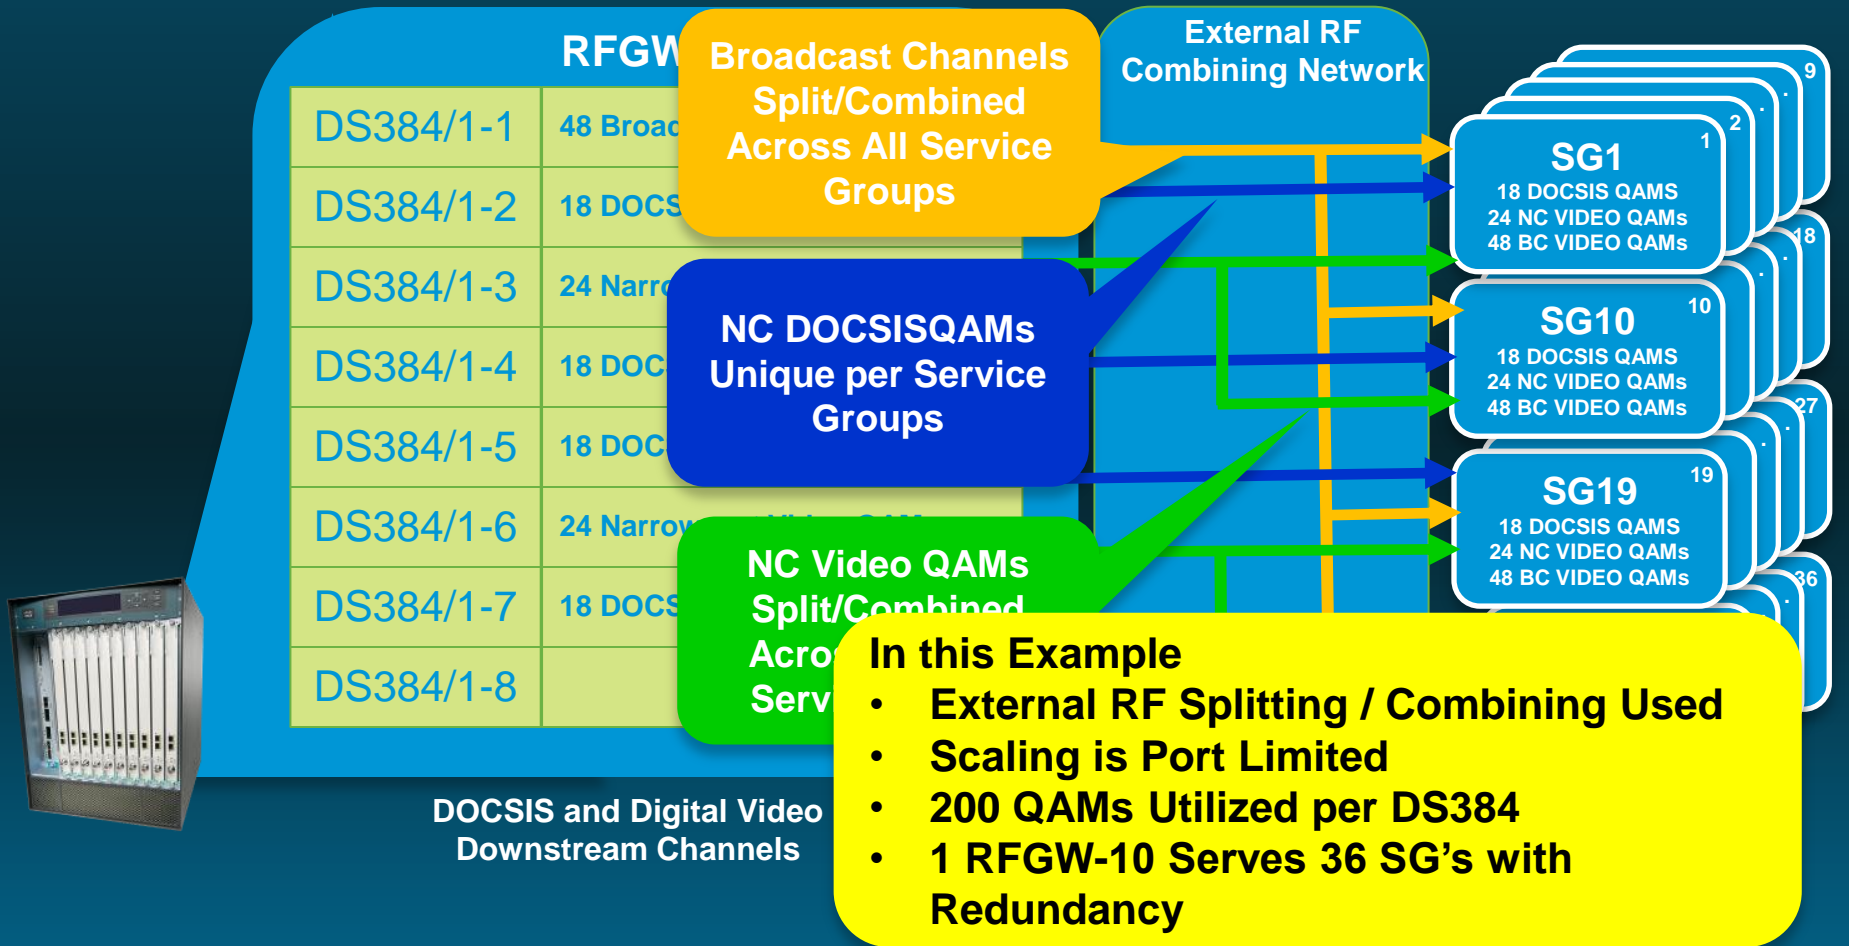 RFGW
DS384/1-1
48 Broad
DS384/1-2
18 DOCS
DS384/1-3
24 Narro
DS384/1-4
18 DOC
DS384/1-5
18 DOC
DS384/1-6
24 Narrow
DS384/1-7
18 DOCS
DS384/1-8
Broadcast Channels
Split/Combined
Across All Service
Groups
NC DOCSISQAMs
Unique per Service
Groups
NC Video QAMs
Split/Combined
Acros
Servi
External RF
Combining Network
9
.
.
2
1
SG1
18 DOCSIS QAMS
24 NC VIDEO QAMs
48 BC VIDEO QAMs
18
.
.
10
SG10
18 DOCSIS QAMS
24 NC VIDEO QAMs
48 BC VIDEO QAMs
27
.
.
19
SG19
18 DOCSIS QAMS
24 NC VIDEO QAMs
48 BC VIDEO QAMs
36
.
In this Example
• External RF Splitting / Combining Used
• Scaling is Port Limited
• 200 QAMs Utilized per DS384
• 1 RFGW-10 Serves 36 SG’s with
Redundancy
DOCSIS and Digital Video
Downstream Channels